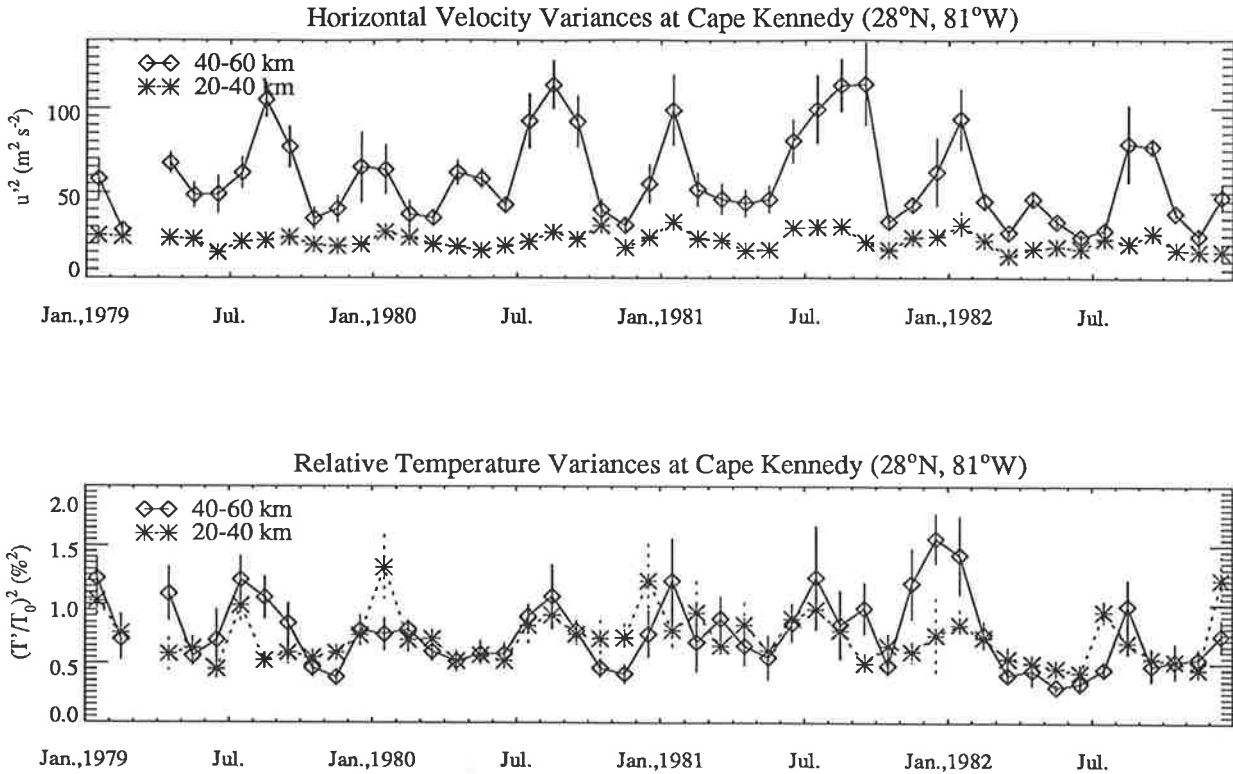 Horizontal Velocity Variances at Cape Kennedy (28°N, 81°W)
40-60 km
20-40 km
100
50
0
u'² (m² s⁻²)
Jan.,1979 Jul. Jan.,1980 Jul. Jan.,1981 Jul. Jan.,1982 Jul.
Relative Temperature Variances at Cape Kennedy (28°N, 81°W)
2.0
40-60 km
20-40 km
1.5
1.0
0.5
0.0
(T'/T₀)² (%²)
Jan.,1979 Jul. Jan.,1980 Jul. Jan.,1981 Jul. Jan.,1982 Jul.